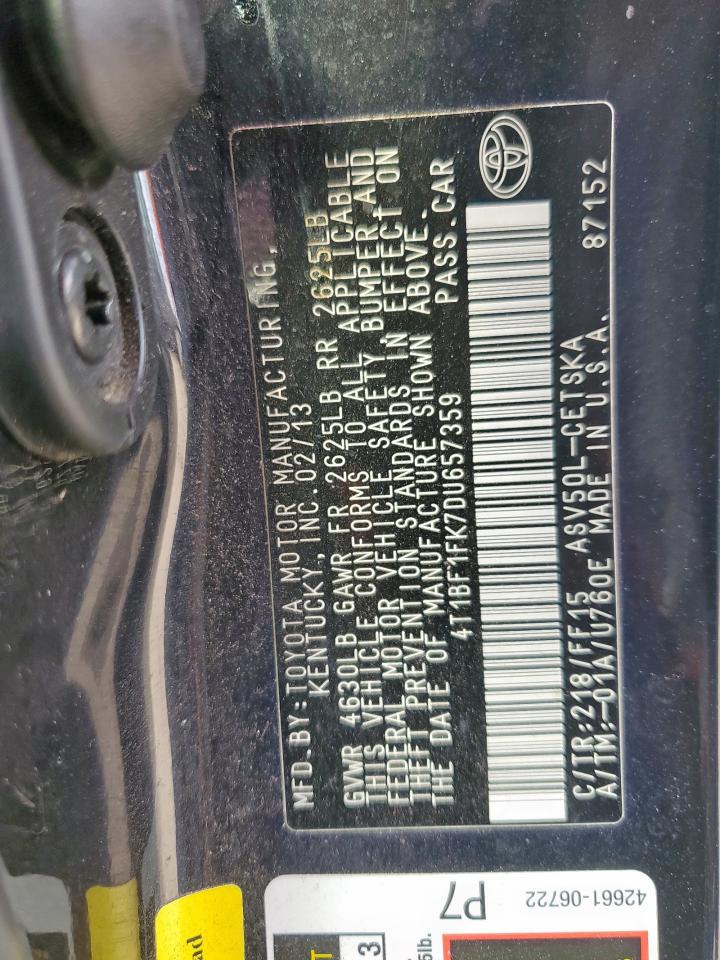 MFD.BY:TOYOTA MOTOR MANUFACTURING,
KENTUCKY, INC. 02/13
GVWR 4630LB GAWR FR 2625LB RR 2625LB
THIS VEHICLE CONFORMS TO ALL APPLICABLE
FEDERAL MOTOR VEHICLE SAFETY, BUMPER, AND
THEFT PREVENTION STANDARDS IN EFFECT ON
THE DATE OF MANUFACTURE SHOWN ABOVE.
4T1BF1FK7DU657359 PASS.CAR
C/TR:218/FF15 ASV50L-CETSKA 87152
A/TM:-01A/U760E MADE IN U.S.A.
42661-06722
P7
3